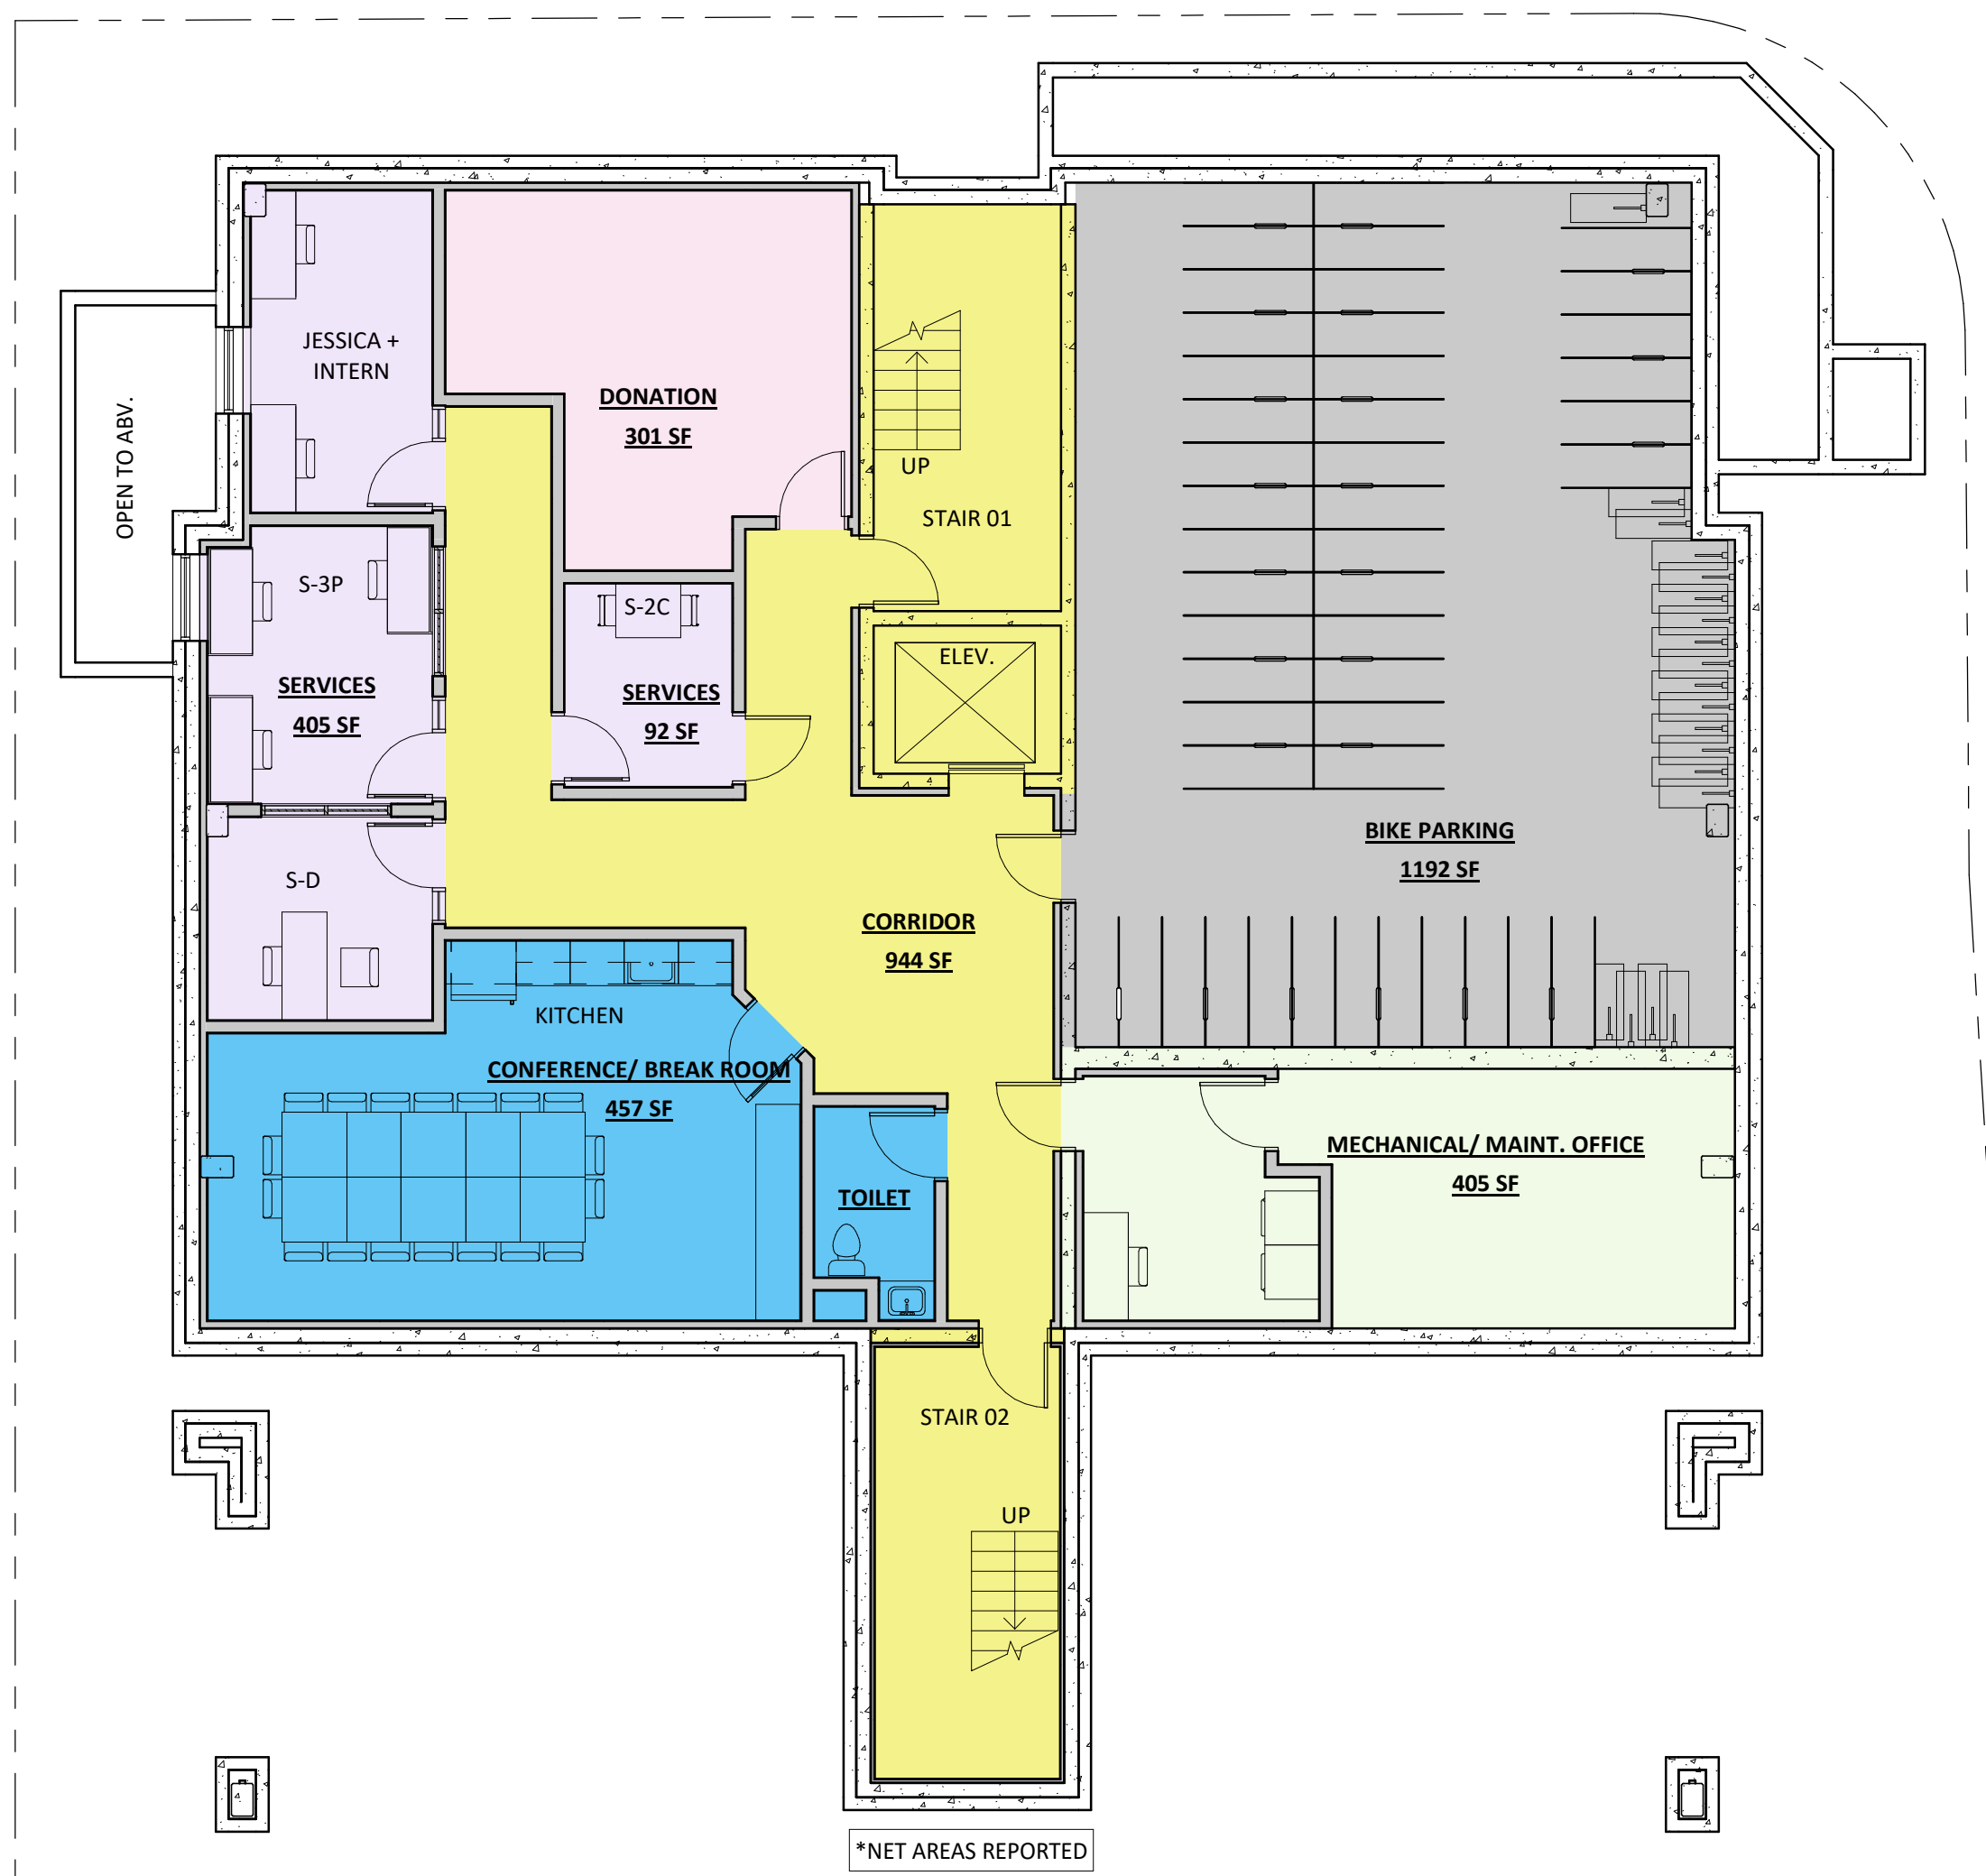 JESSICA +
INTERN
OPEN TO ABV.
DONATION
301 SF
UP
STAIR 01
S-3P
S-2C
ELEV.
SERVICES
405 SF
SERVICES
92 SF
BIKE PARKING
1192 SF
S-D
CORRIDOR
944 SF
KITCHEN
CONFERENCE/ BREAK ROOM
457 SF
MECHANICAL/ MAINT. OFFICE
405 SF
TOILET
STAIR 02
UP
*NET AREAS REPORTED